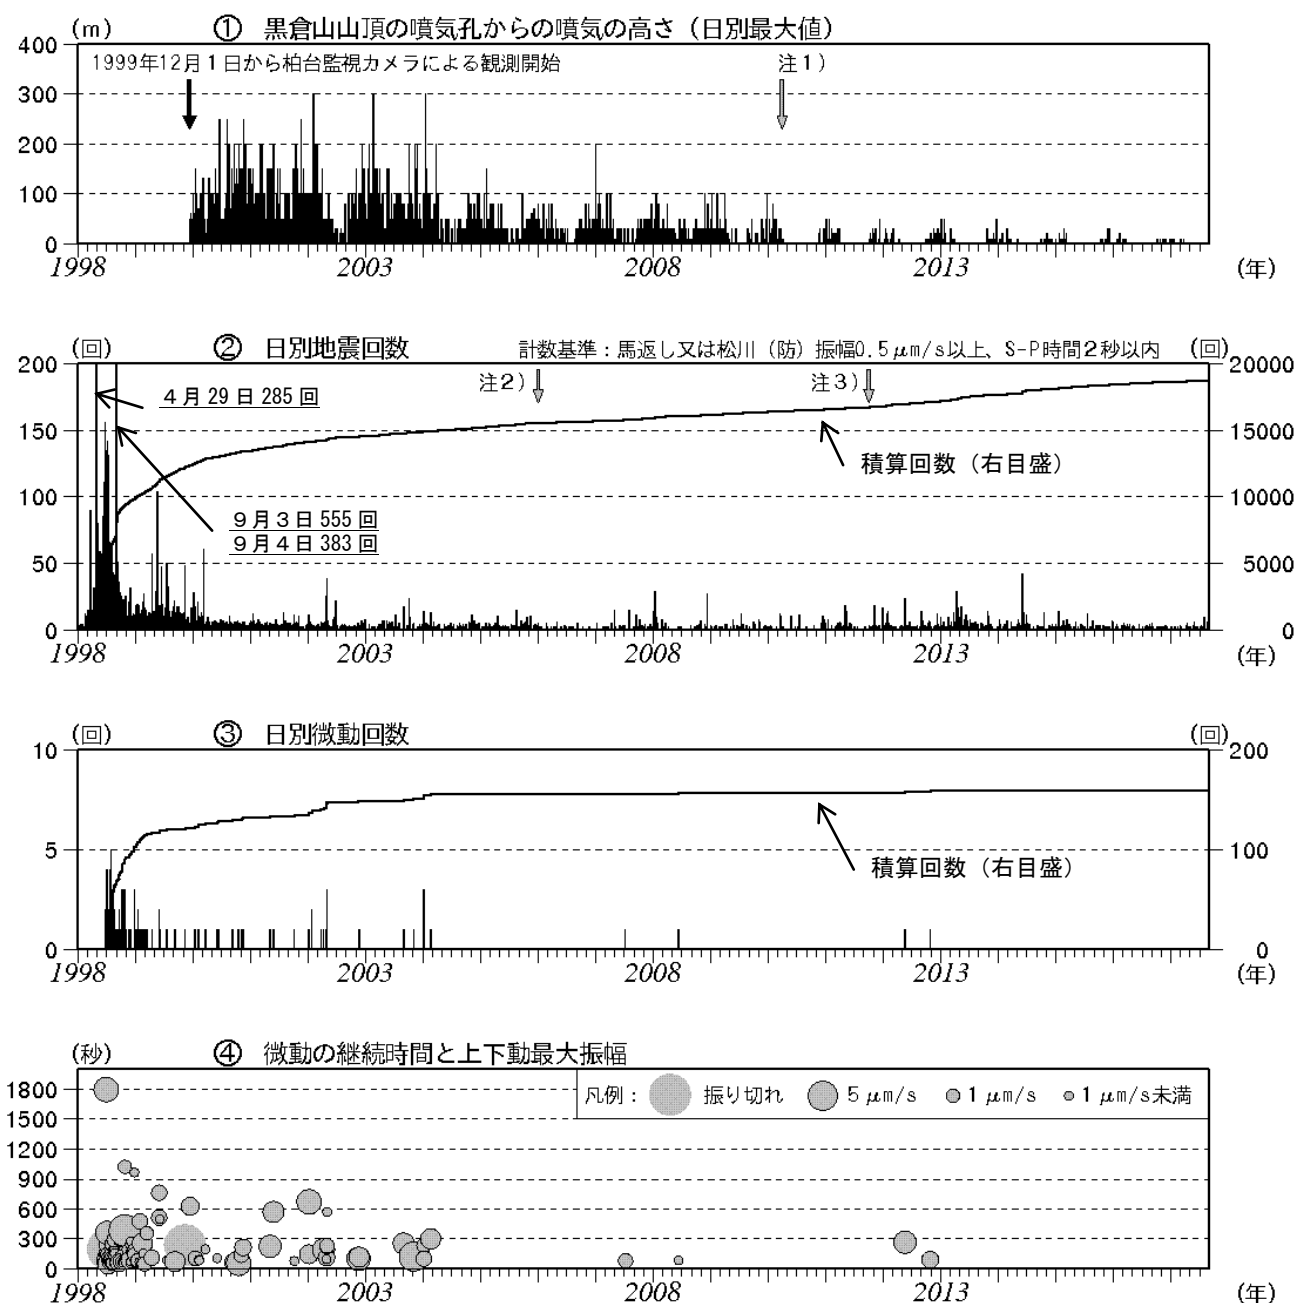 (m) ① 黒倉山山頂の噴気孔からの噴気の高さ（日別最大値）
400
1999年12月1日から柏台監視カメラによる観測開始 注1)
300
200
100
0
1998 2003 2008 2013 (年)
(回) ② 日別地震回数 計数基準：馬返し又は松川（防）振幅0.5μm/s以上、S-P時間2秒以内 (回)
200 20000
注2) 注3)
４月29日285回
150 15000
積算回数（右目盛）
100 10000
９月３日555回
９月４日383回
50 5000
0 0
1998 2003 2008 2013 (年)
(回) ③ 日別微動回数 (回)
10 200
5 100
積算回数（右目盛）
0 0
1998 2003 2008 2013 (年)
(秒) ④ 微動の継続時間と上下動最大振幅
1800
凡例： 振り切れ 5 μm/s 1 μm/s 1 μm/s未満
1500
1200
900
600
300
0
1998 2003 2008 2013 (年)